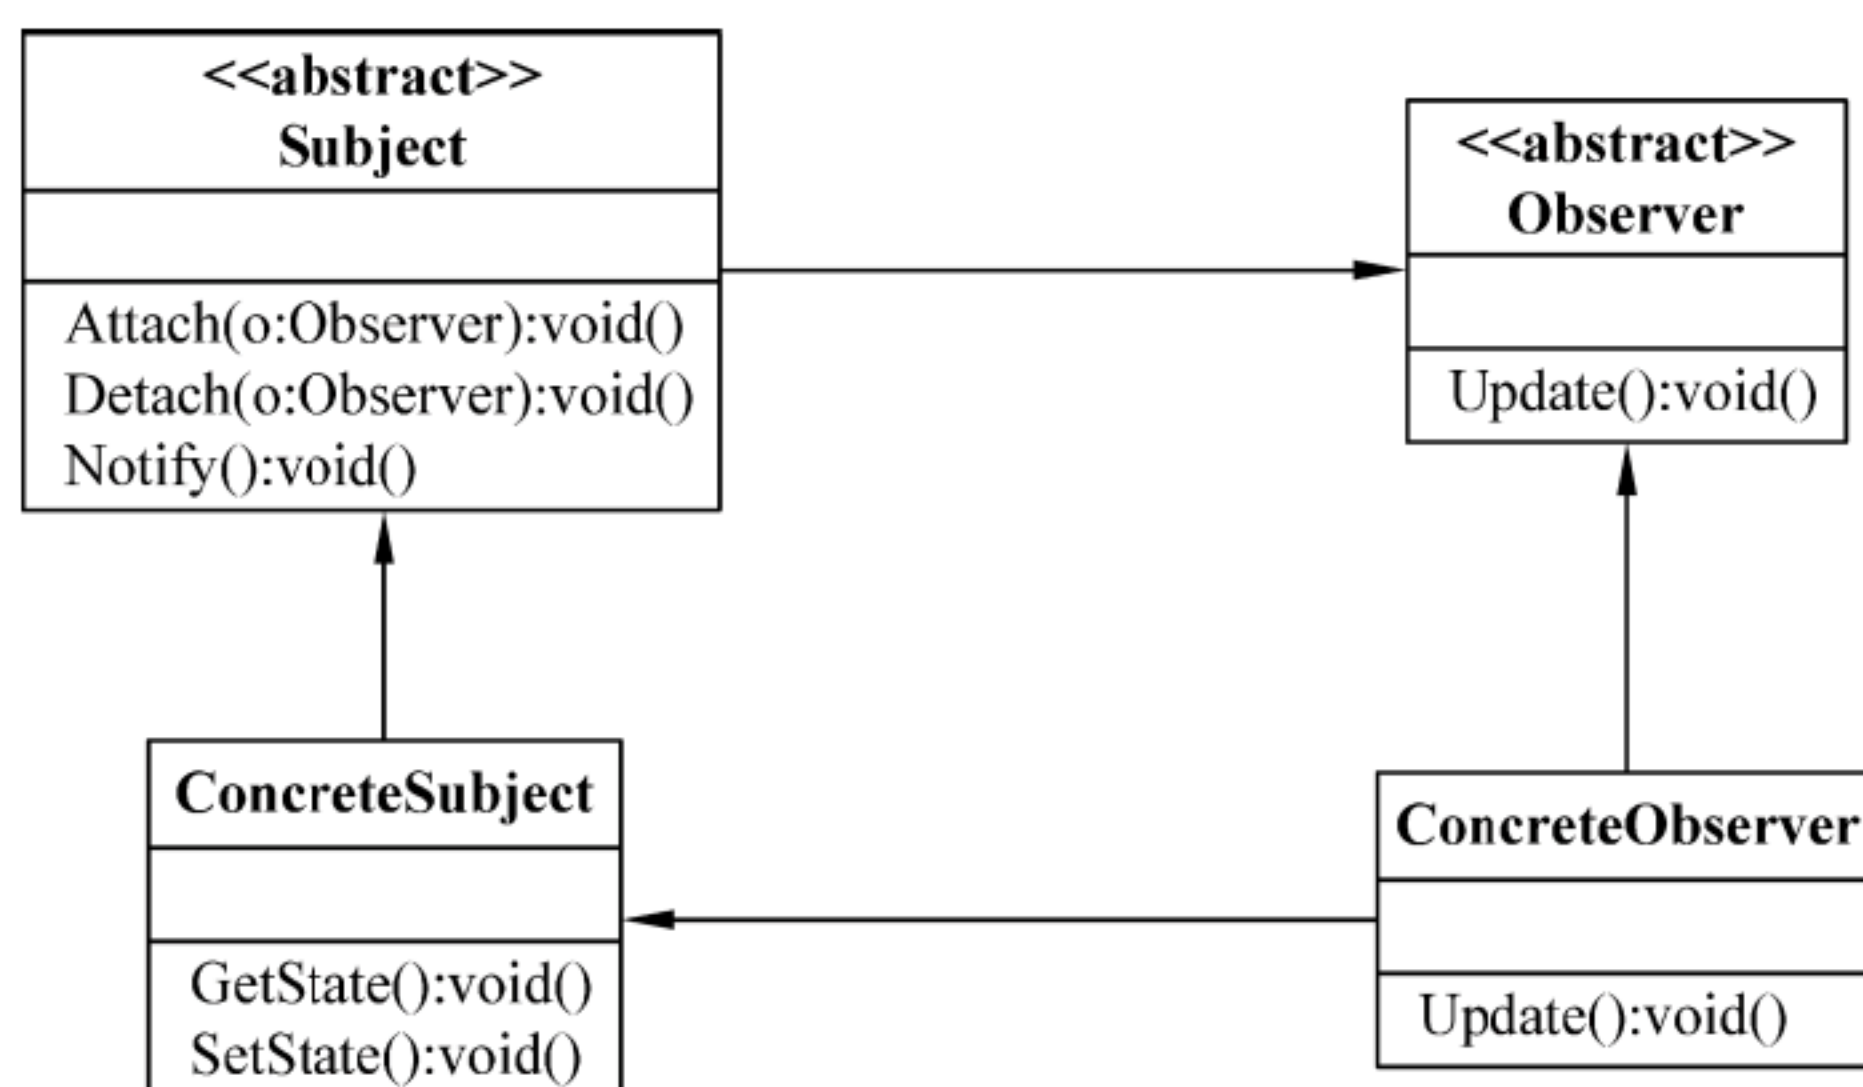 <<abstract>>
Subject
Attach(o:Observer):void()
Detach(o:Observer):void()
Notify():void()
<<abstract>>
Observer
Update():void()
ConcreteSubject
GetState():void()
SetState():void()
ConcreteObserver
Update():void()